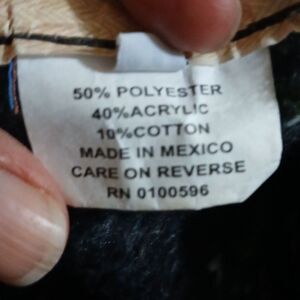 50% POLYESTER
40%ACRYLIC
10%COTTON
MADE IN MEXICO
CARE ON REVERSE
RN 0100596